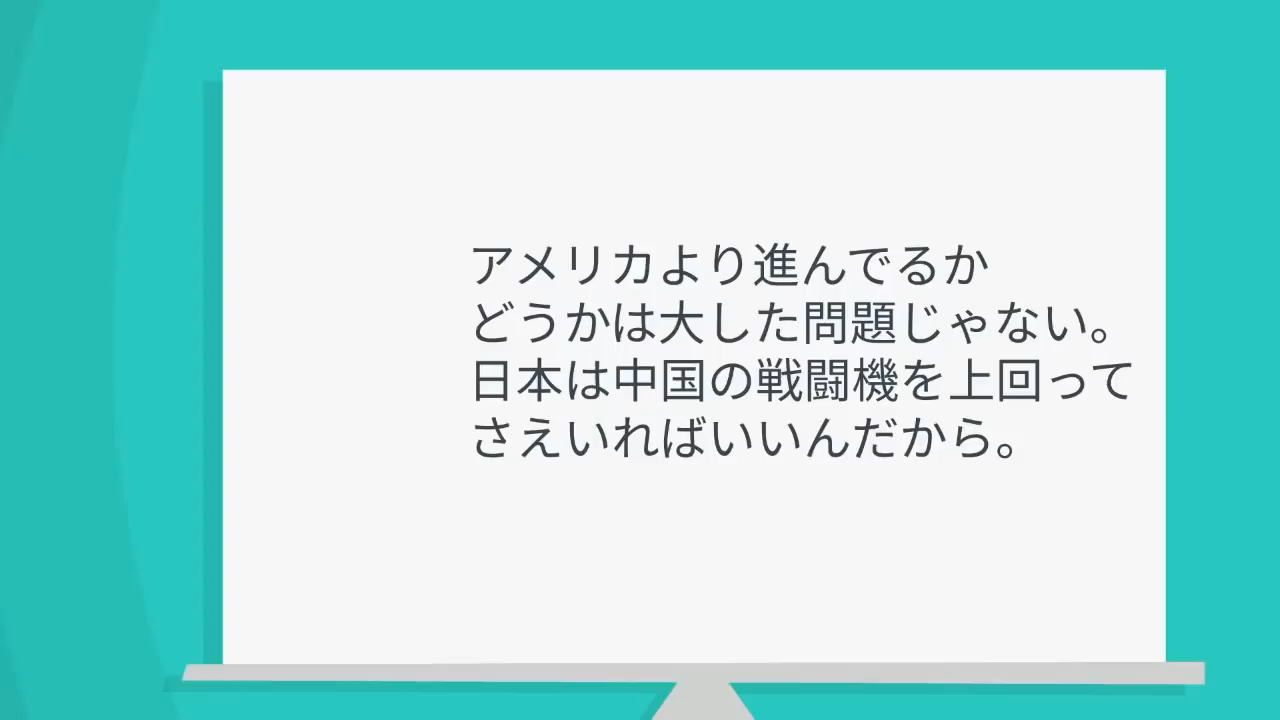 アメリカより進んでるか
どうかは大した問題じゃない。
日本は中国の戦闘機を上回って
さえいればいいんだから。